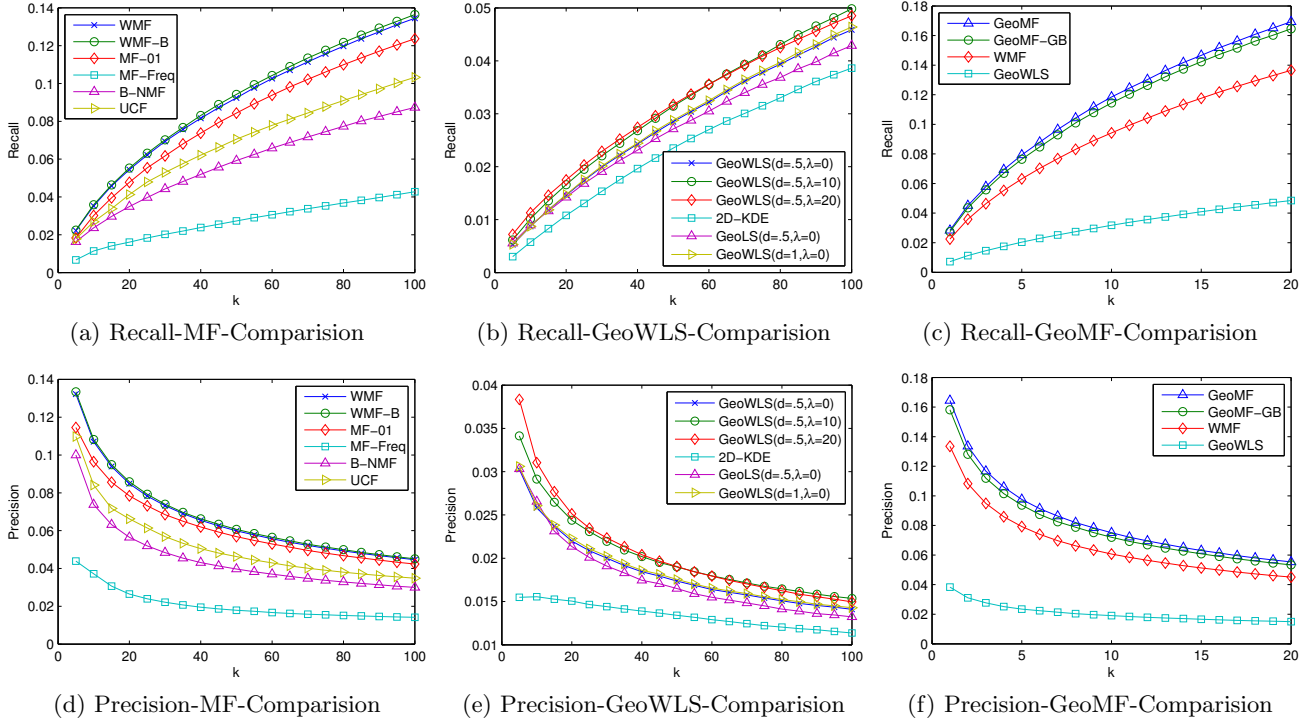 0.14
0.12
0.1
0.08
0.06
0.04
0.02
0
Recall
WMF
WMF−B
MF−01
MF−Freq
B−NMF
UCF
0 20 40 60 80 100
k
(a) Recall-MF-Comparision
0.05
0.04
0.03
0.02
0.01
0
Recall
GeoWLS(d=.5,λ=0)
GeoWLS(d=.5,λ=10)
GeoWLS(d=.5,λ=20)
2D−KDE
GeoLS(d=.5,λ=0)
GeoWLS(d=1,λ=0)
0 20 40 60 80 100
k
(b) Recall-GeoWLS-Comparision
0.18
0.16
0.14
0.12
0.1
0.08
0.06
0.04
0.02
0
Recall
GeoMF
GeoMF−GB
WMF
GeoWLS
0 5 10 15 20
k
(c) Recall-GeoMF-Comparision
0.14
0.12
0.1
0.08
0.06
0.04
0.02
0
Precision
WMF
WMF−B
MF−01
MF−Freq
B−NMF
UCF
0 20 40 60 80 100
k
(d) Precision-MF-Comparision
0.04
0.035
0.03
0.025
0.02
0.015
0.01
Precision
GeoWLS(d=.5,λ=0)
GeoWLS(d=.5,λ=10)
GeoWLS(d=.5,λ=20)
2D−KDE
GeoLS(d=.5,λ=0)
GeoWLS(d=1,λ=0)
0 20 40 60 80 100
k
(e) Precision-GeoWLS-Comparision
0.18
0.16
0.14
0.12
0.1
0.08
0.06
0.04
0.02
0
Precision
GeoMF
GeoMF−GB
WMF
GeoWLS
0 5 10 15 20
k
(f) Precision-GeoMF-Comparision